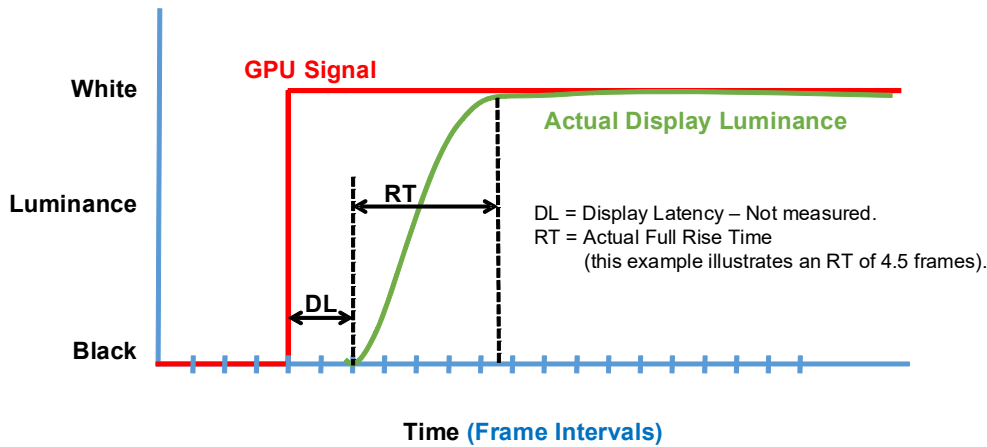 GPU Signal
White
Actual Display Luminance
RT
Luminance
DL = Display Latency – Not measured.
RT = Actual Full Rise Time
(this example illustrates an RT of 4.5 frames).
DL
Black
Time (Frame Intervals)